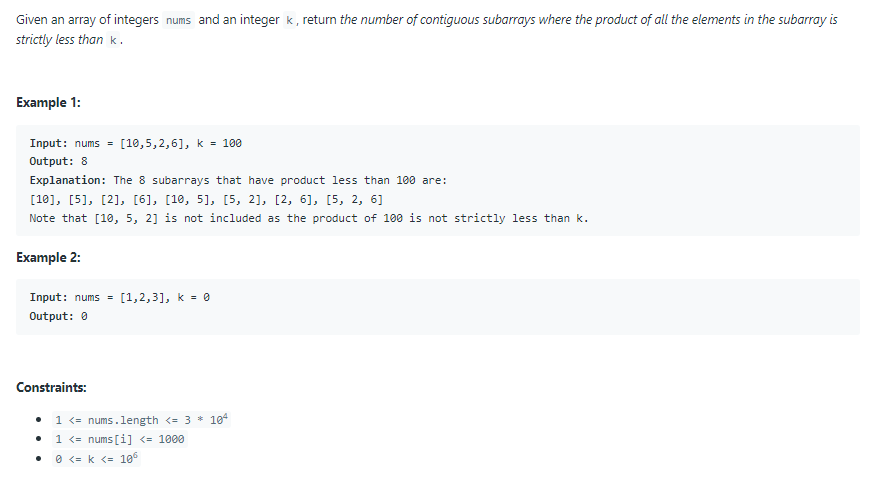 Given an array of integers nums and an integer k, return the number of contiguous subarrays where the product of all the elements in the subarray is
strictly less than k.
Example 1:
Input: nums = [10,5,2,6], k = 100
Output: 8
Explanation: The 8 subarrays that have product less than 100 are:
[10], [5], [2], [6], [10, 5], [5, 2], [2, 6], [5, 2, 6]
Note that [10, 5, 2] is not included as the product of 100 is not strictly less than k.
Example 2:
Input: nums = [1,2,3], k = 0
Output: 0
Constraints:
• 1 <= nums.length <= 3 * 10⁴
• 1 <= nums[i] <= 1000
• 0 <= k <= 10⁶